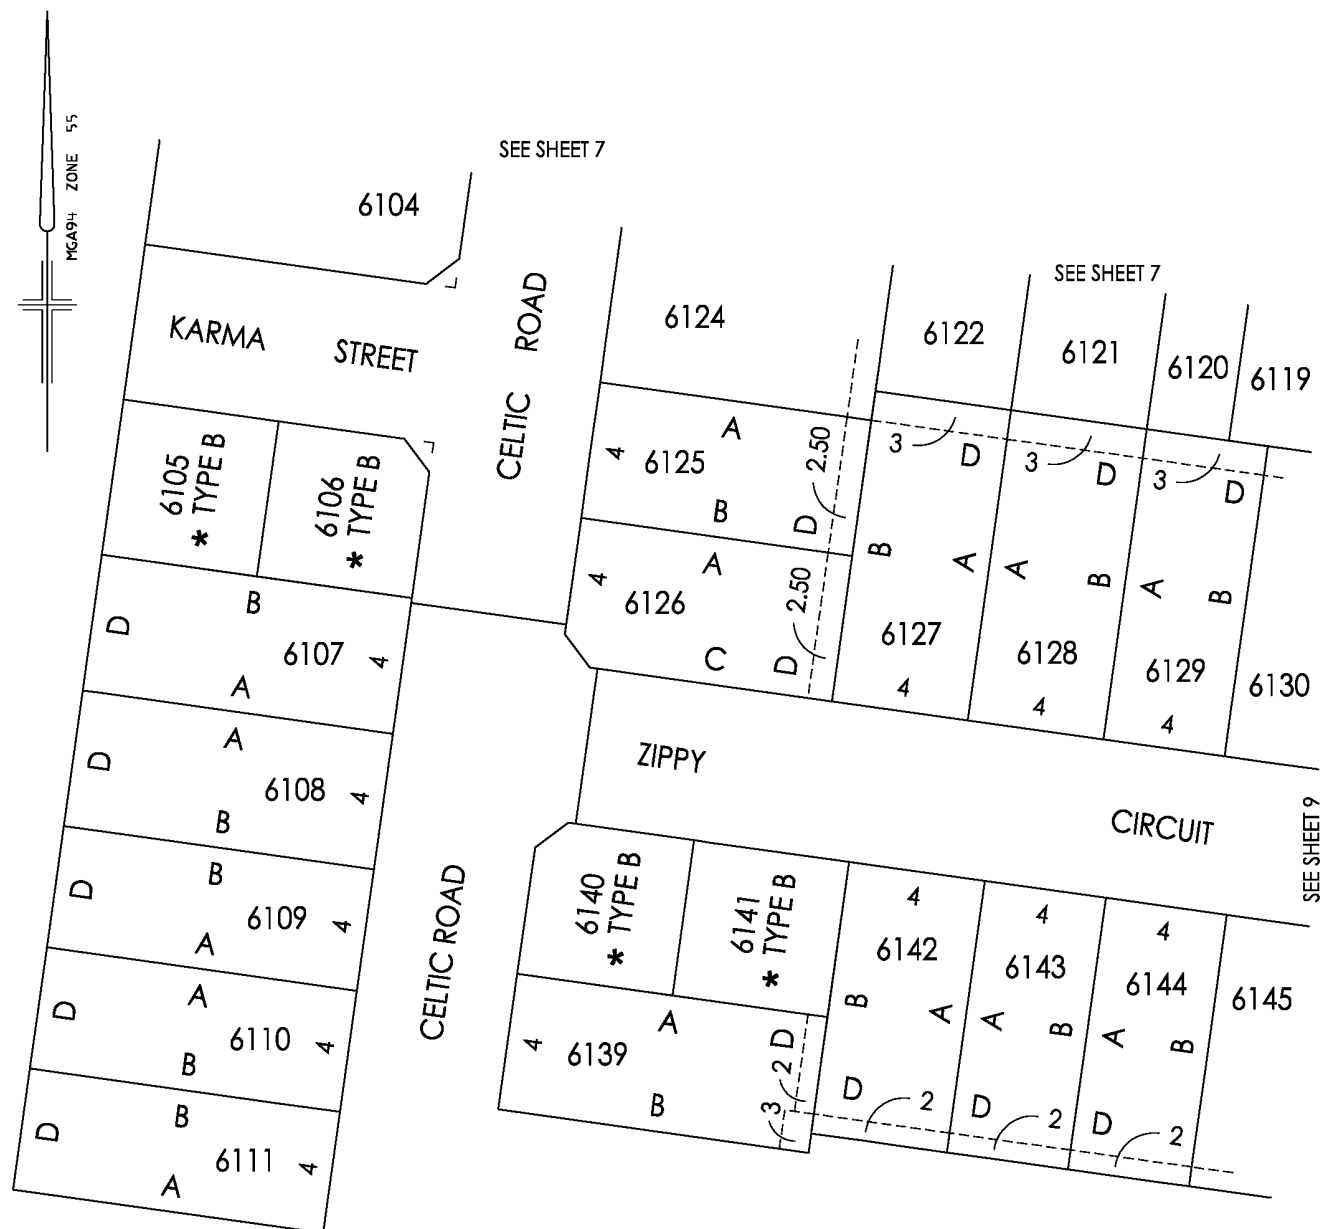 MGA94 ZONE 55
SEE SHEET 7
6104
KARMA STREET
CELTIC ROAD
SEE SHEET 7
6124
6122
6121
6120
6119
6105
* TYPE B
6106
* TYPE B
4
6125
A
B
2.50
D
4
6126
A
C
2.50
D
3
D
B
A
6127
4
3
D
A
B
6128
4
3
D
A
B
6129
4
6130
D
B
6107
A
4
D
A
6108
B
4
D
B
6109
A
4
D
A
6110
B
4
D
B
6111
A
4
CELTIC ROAD
ZIPPY CIRCUIT
SEE SHEET 9
6140
* TYPE B
6141
* TYPE B
4
6139
A
B
D
2
3
4
6142
B
A
D
2
4
6143
A
B
D
2
4
6144
A
B
D
2
6145